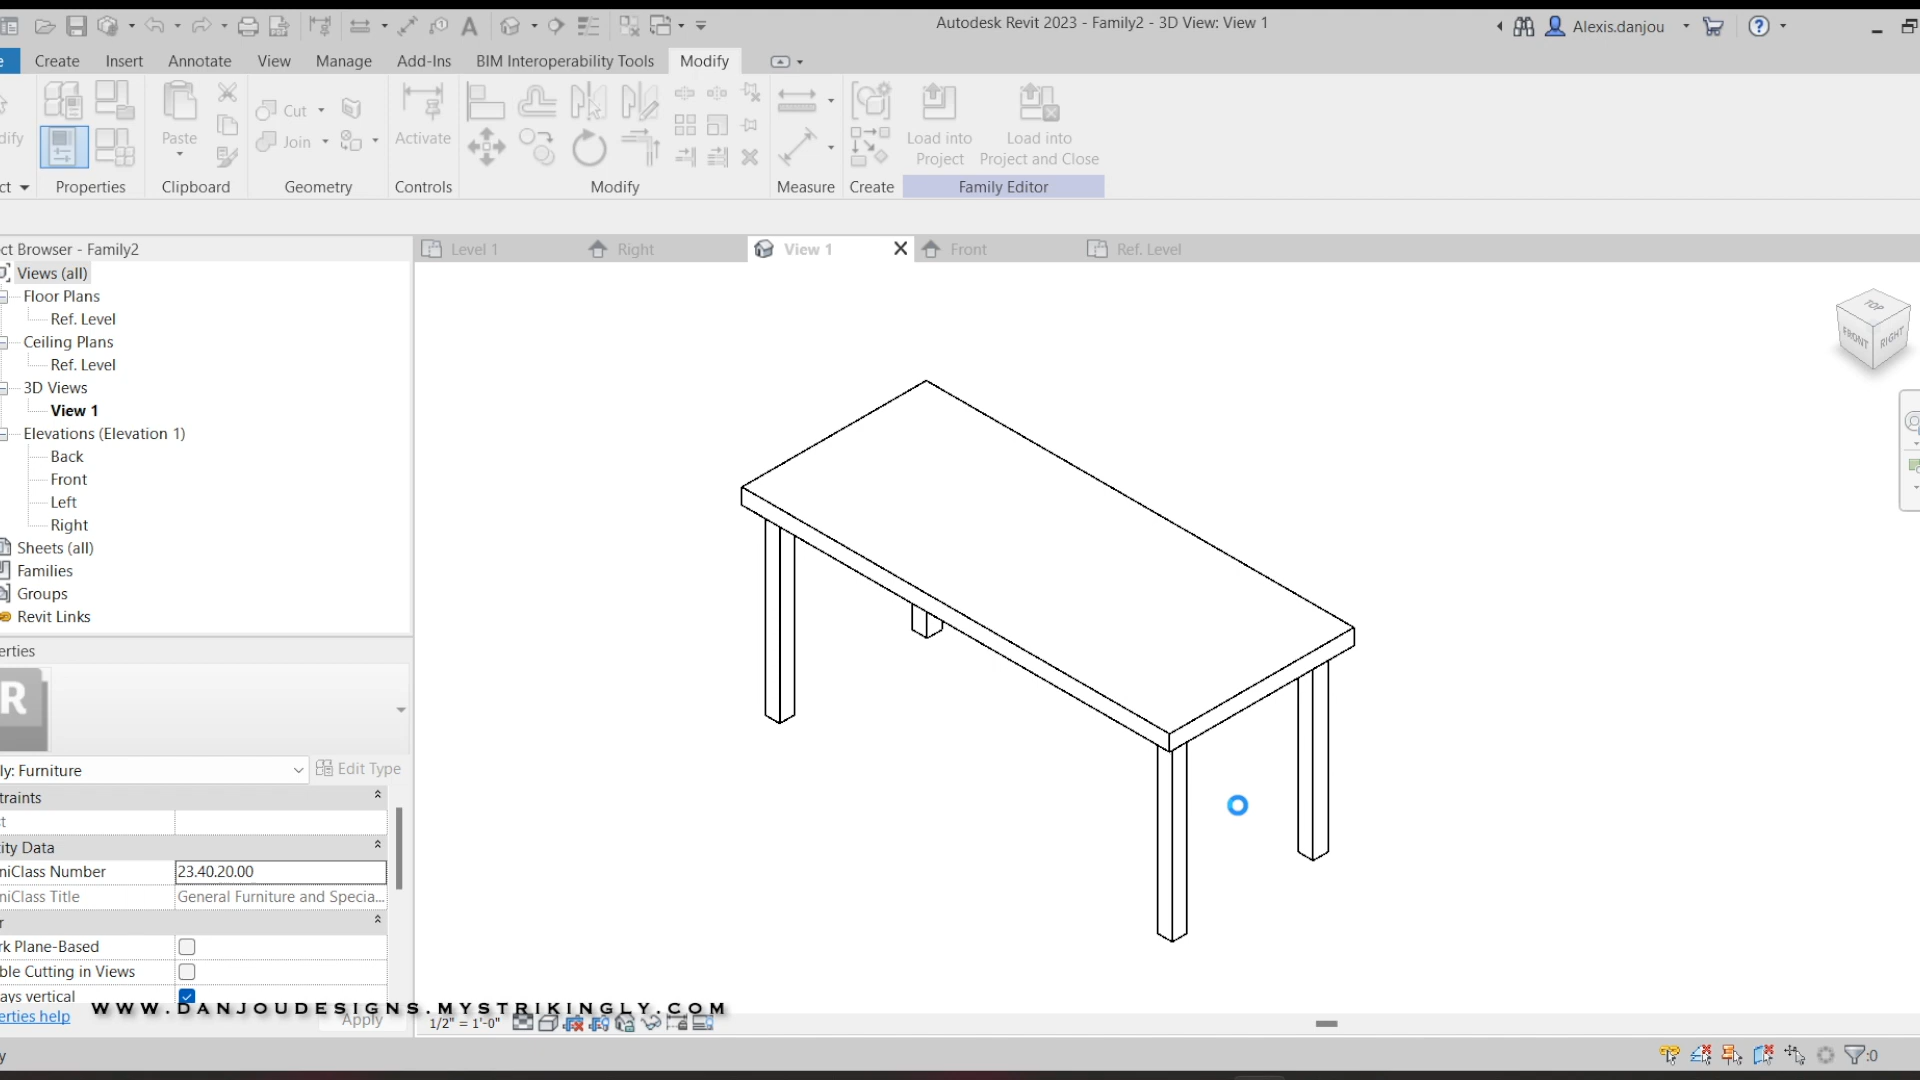 Autodesk Revit 2023 - Family2 - 3D View: View 1
Alexis.danjou
Create Insert Annotate View Manage Add-Ins BIM Interoperability Tools Modify
dify
Paste
Cut
Join
Activate
Load into
Project
Load into
Project and Close
ct Properties Clipboard Geometry Controls Modify Measure Create Family Editor
ct Browser - Family2
Level 1 Right View 1 Front Ref. Level
Views (all)
Floor Plans
Ref. Level
Ceiling Plans
Ref. Level
3D Views
View 1
Elevations (Elevation 1)
Back
Front
Left
Right
Sheets (all)
Families
Groups
Revit Links
TOP
FRONT
RIGHT
erties
R
ly: Furniture
Edit Type
traints
t
ity Data
niClass Number 23.40.20.00
niClass Title General Furniture and Specia...
r
rk Plane-Based
ble Cutting in Views
ays vertical
erties help
Apply
WWW.DANJOUDESIGNS.MYSTRIKINGLY.COM
1/2" = 1'-0"
y
:0